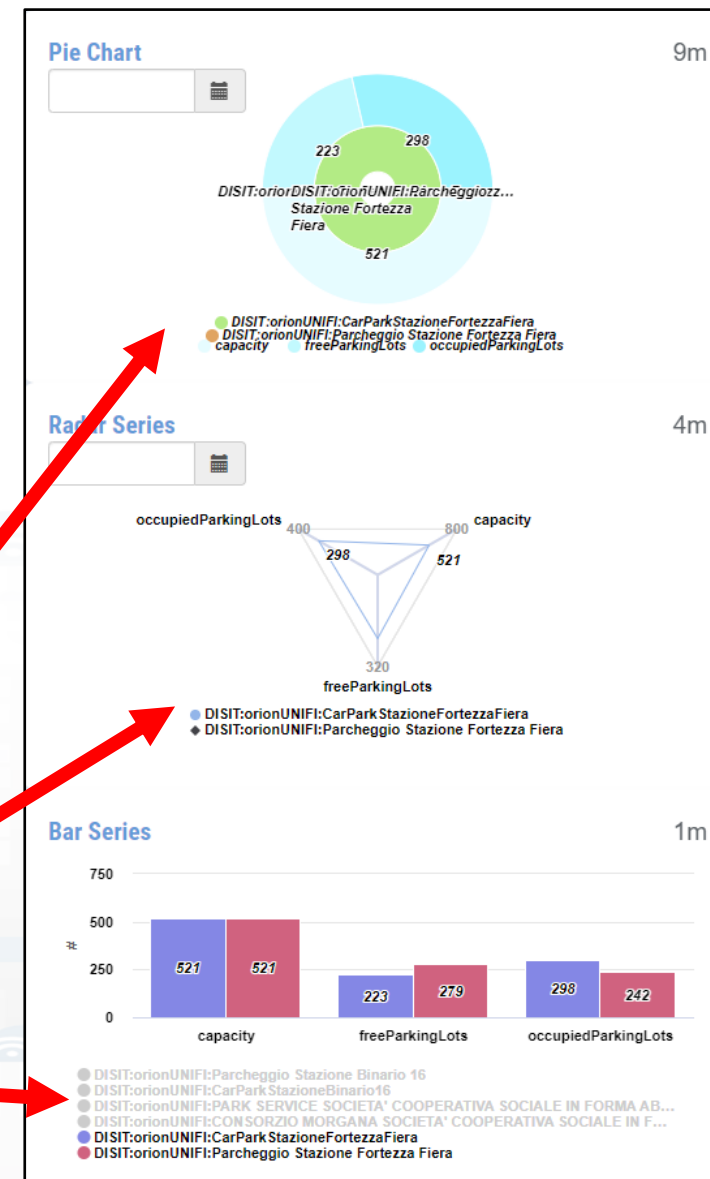 Pie Chart 9m
223 298
Stazione Fortezza
Fiera
521
DISIT:orionUNIFI:CarParkStazioneFortezzaFiera
DISIT:orionUNIFI:Parcheggio Stazione Fortezza Fiera
capacity freeParkingLots occupiedParkingLots
Radar Series 4m
occupiedParkingLots 400 800 capacity
298 521
320
freeParkingLots
DISIT:orionUNIFI:CarParkStazioneFortezzaFiera
DISIT:orionUNIFI:Parcheggio Stazione Fortezza Fiera
Bar Series 1m
750
500
#
250
0
521 521 223 279 298 242
capacity freeParkingLots occupiedParkingLots
DISIT:orionUNIFI:Parcheggio Stazione Binario 16
DISIT:orionUNIFI:CarParkStazioneBinario16
DISIT:orionUNIFI:PARK SERVICE SOCIETA' COOPERATIVA SOCIALE IN FORMA AB...
DISIT:orionUNIFI:CONSORZIO MORGANA SOCIETA' COOPERATIVA SOCIALE IN F...
DISIT:orionUNIFI:CarParkStazioneFortezzaFiera
DISIT:orionUNIFI:Parcheggio Stazione Fortezza Fiera